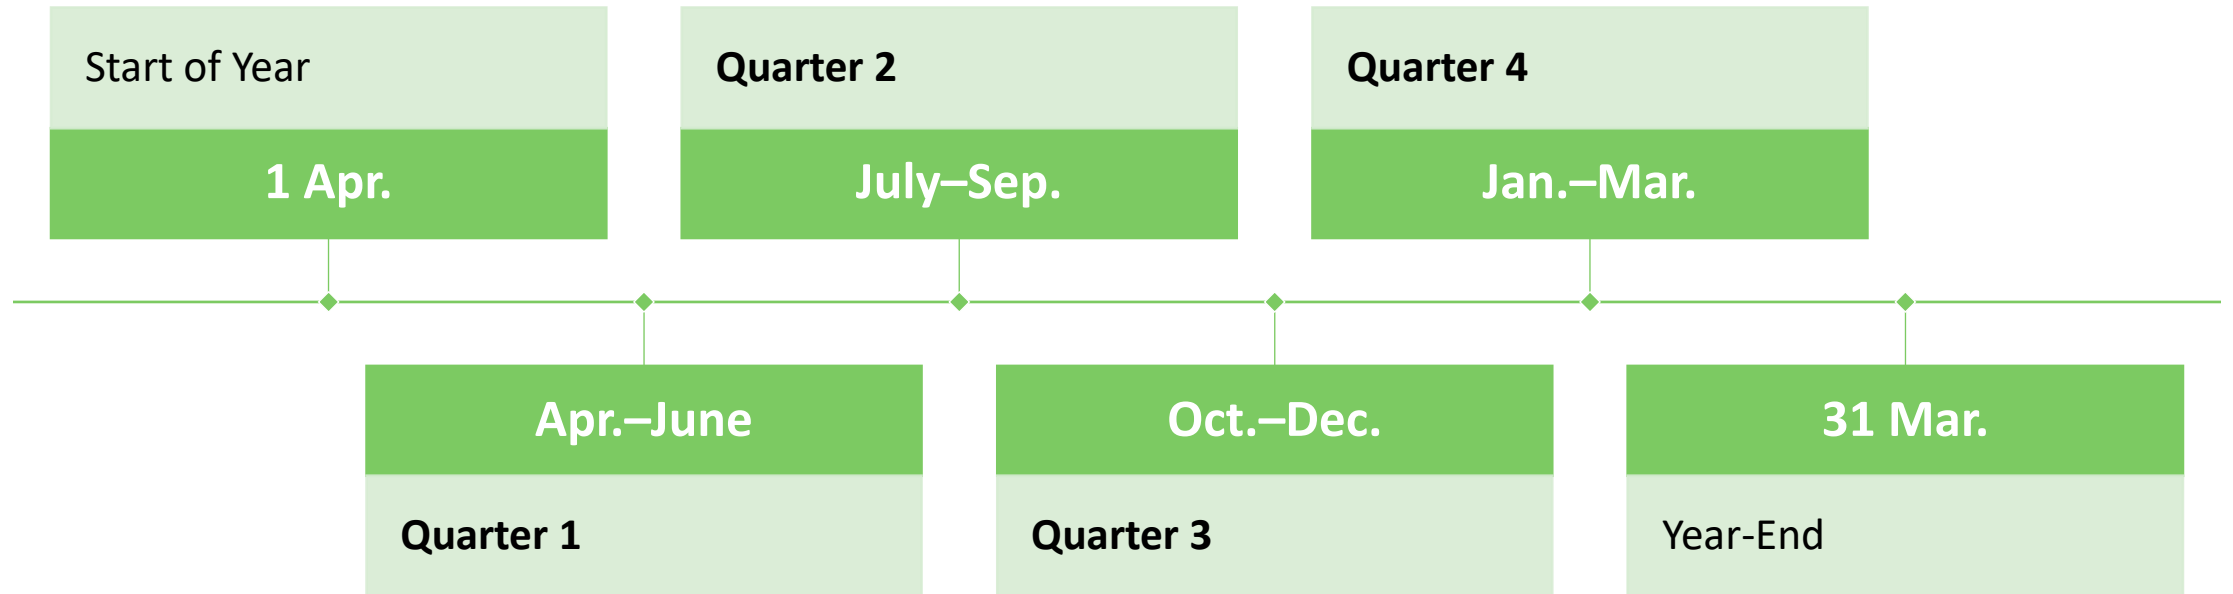 Start of Year
1 Apr.
Apr.–June
Quarter 1
Quarter 2
July–Sep.
Oct.–Dec.
Quarter 3
Quarter 4
Jan.–Mar.
31 Mar.
Year-End